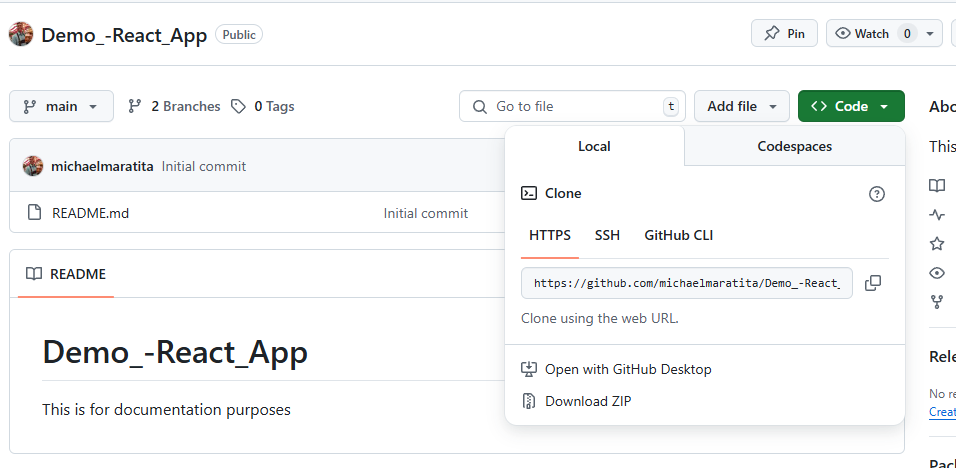 Demo_-React_App Public Pin Watch 0
main 2 Branches 0 Tags Go to file t Add file Code
Local Codespaces
michaelmaratita Initial commit
README.md Initial commit
Clone
HTTPS SSH GitHub CLI
https://github.com/michaelmaratita/Demo_-React_
Clone using the web URL.
Open with GitHub Desktop
Download ZIP
README
Demo_-React_App
This is for documentation purposes
Abo
This
Rele
No re
Creat
Pack